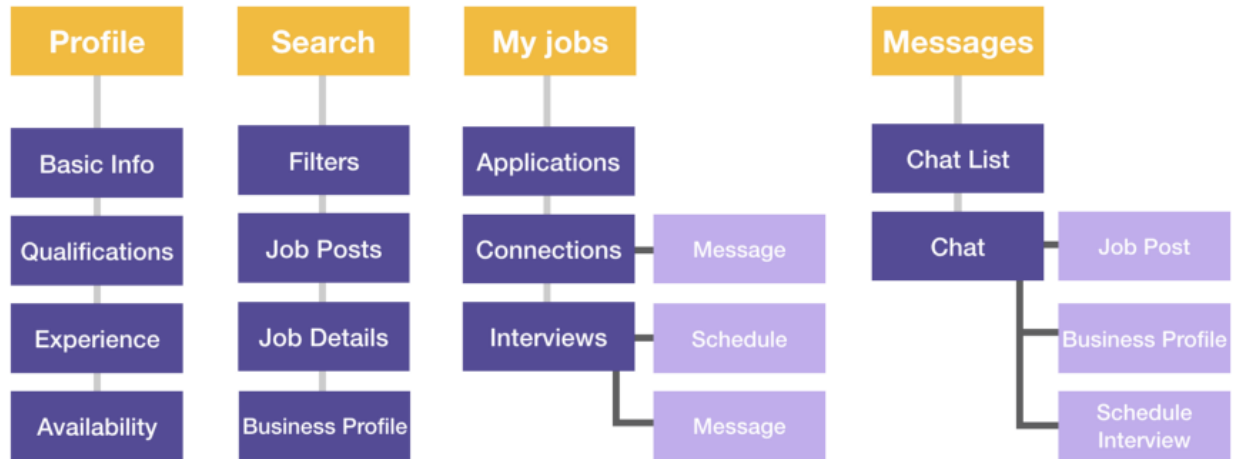 Profile
Basic Info
Qualifications
Experience
Availability
Search
Filters
Job Posts
Job Details
Business Profile
My jobs
Applications
Connections
Message
Interviews
Schedule
Message
Messages
Chat List
Chat
Job Post
Business Profile
Schedule
Interview